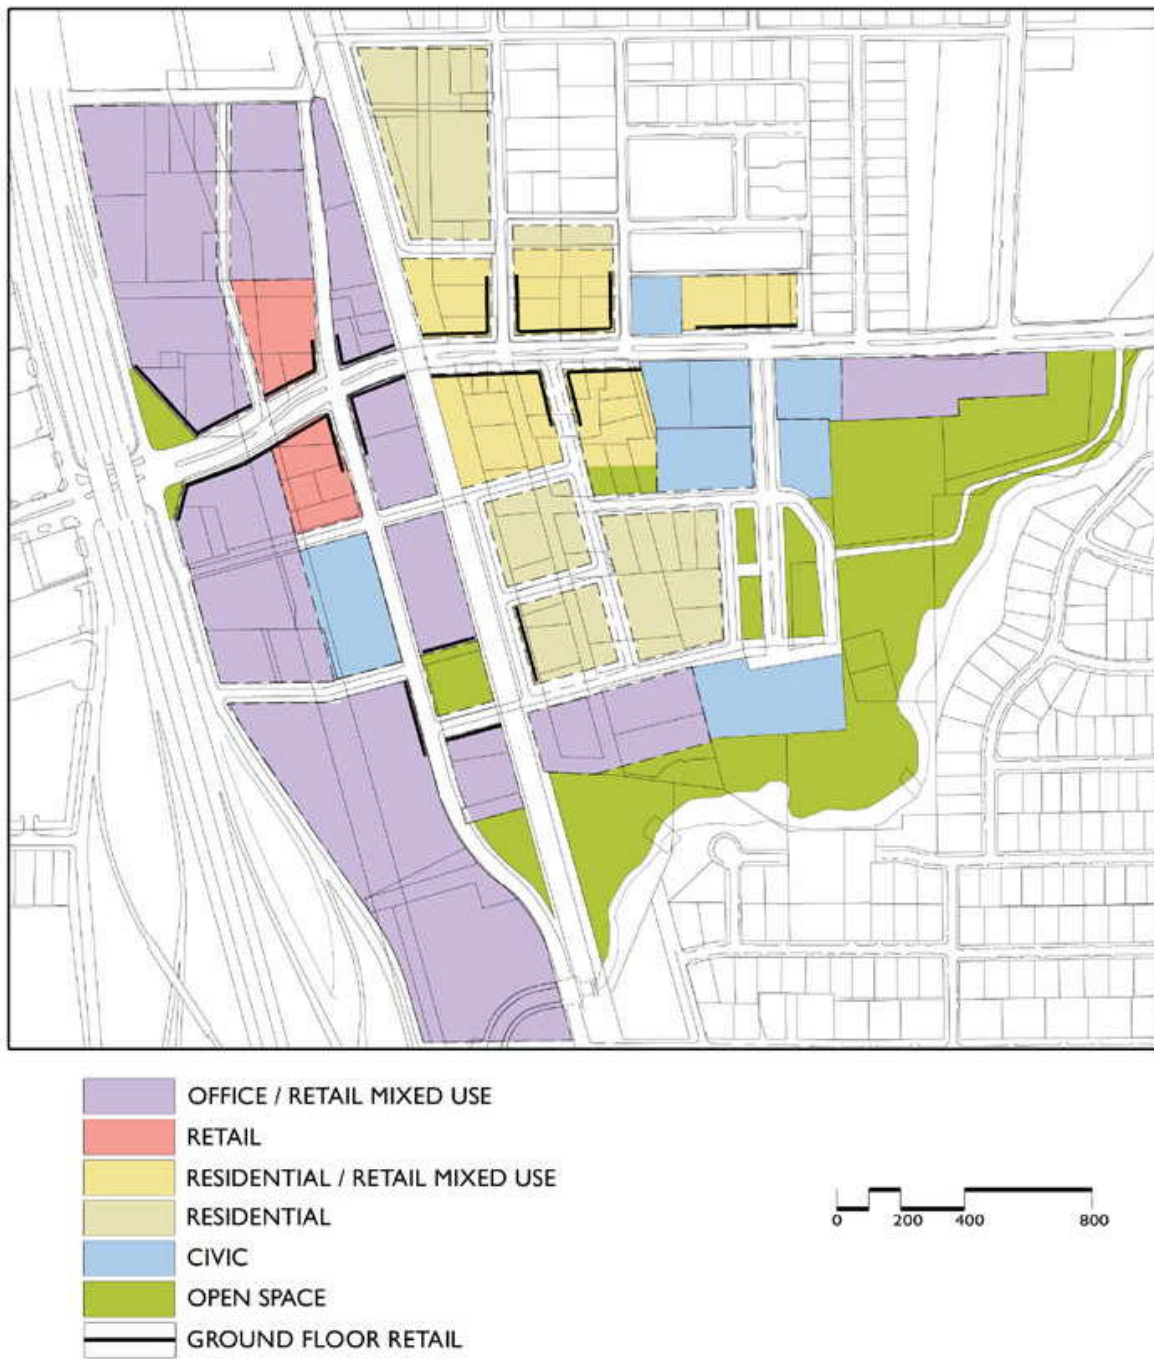 OFFICE / RETAIL MIXED USE
RETAIL
RESIDENTIAL / RETAIL MIXED USE
RESIDENTIAL
CIVIC
OPEN SPACE
GROUND FLOOR RETAIL
0 200 400 800